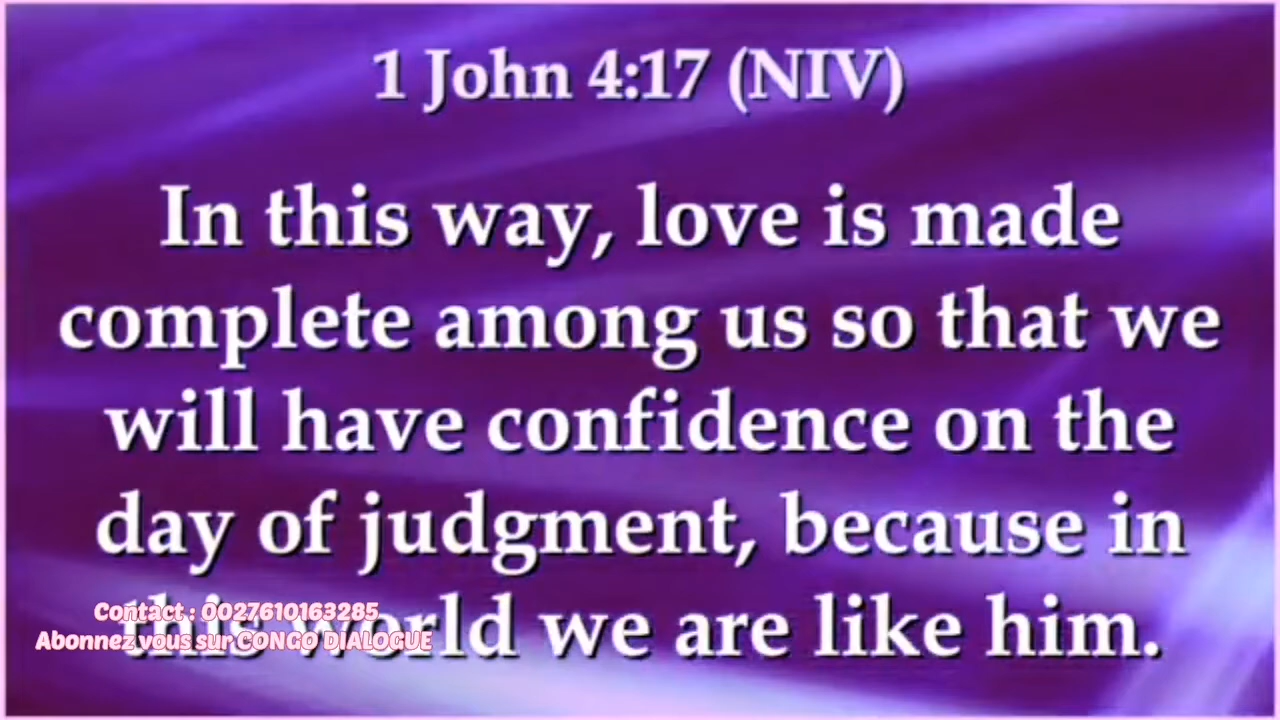 1 John 4:17 (NIV)
In this way, love is made
complete among us so that we
will have confidence on the
day of judgment, because in
this world we are like him.
Contact : 0027610163285
Abonnez vous sur CONGO DIALOGUE